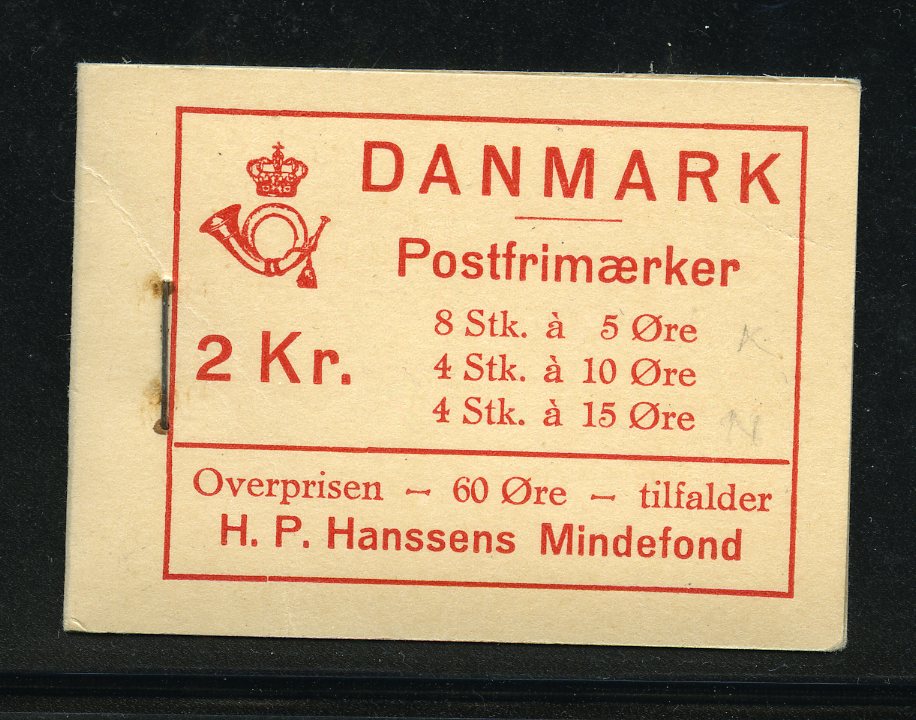 DANMARK
Postfrimærker
8 Stk. à 5 Øre
4 Stk. à 10 Øre
4 Stk. à 15 Øre
2 Kr.
K
N
Overprisen – 60 Øre – tilfalder
H. P. Hanssens Mindefond